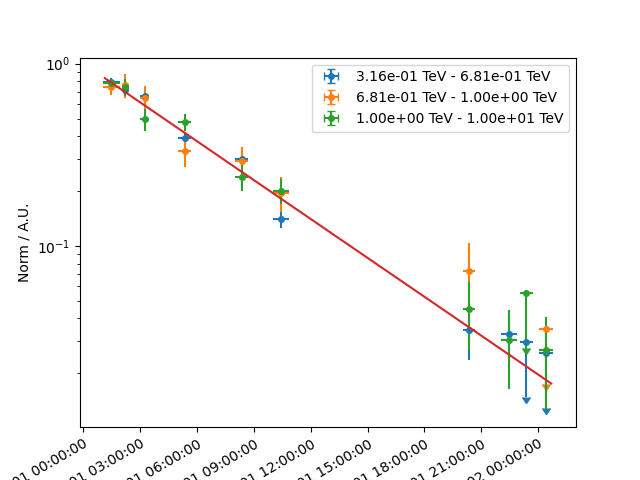 10⁰
10⁻¹
Norm / A.U.
3.16e-01 TeV - 6.81e-01 TeV
6.81e-01 TeV - 1.00e+00 TeV
1.00e+00 TeV - 1.00e+01 TeV
01 00:00:00
01 03:00:00
01 06:00:00
01 09:00:00
01 12:00:00
01 15:00:00
01 18:00:00
01 21:00:00
02 00:00:00